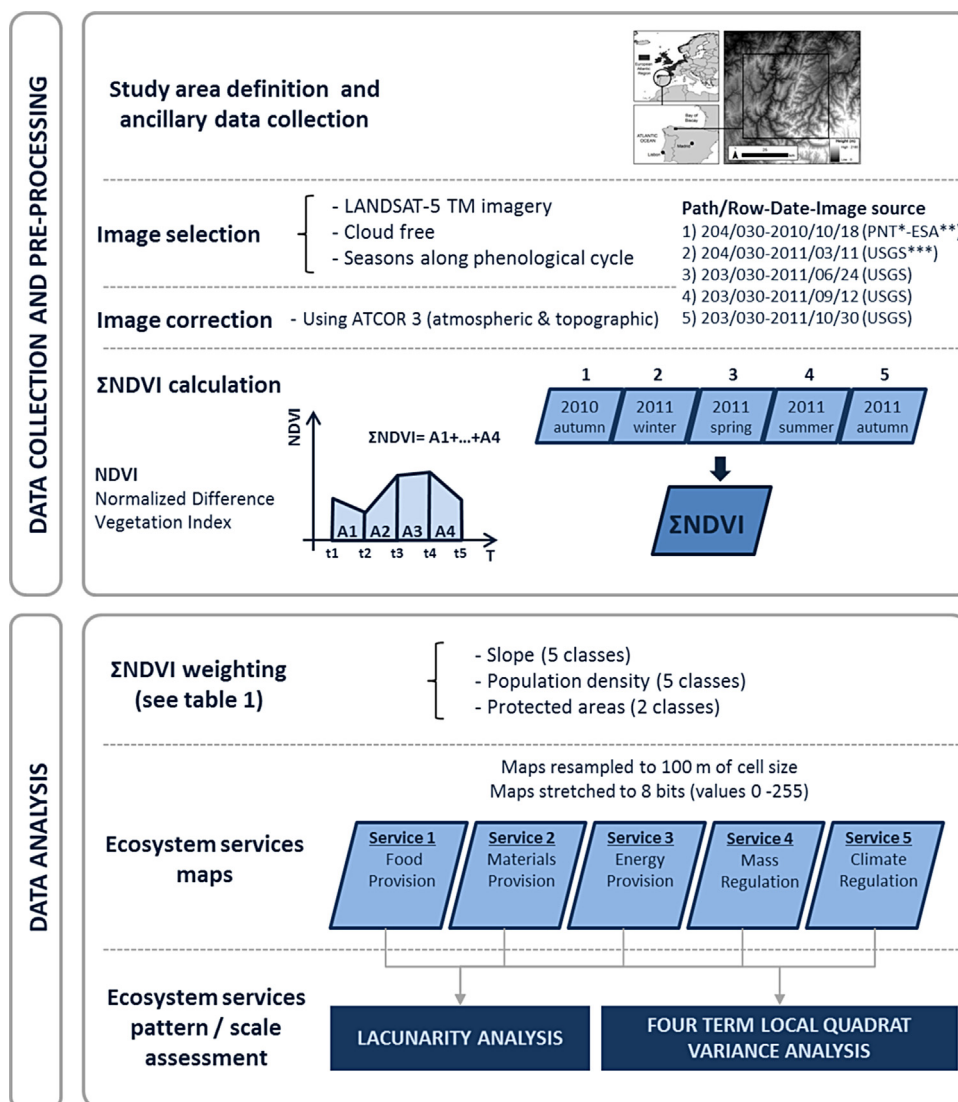 DATA COLLECTION AND PRE-PROCESSING
Study area definition and
ancillary data collection
European
Atlantic
Region
Bay of
Biscay
ATLANTIC
OCEAN
Madrid
Lisbon
Height (m)
Image selection
- LANDSAT-5 TM imagery
- Cloud free
- Seasons along phenological cycle
Path/Row-Date-Image source
1) 204/030-2010/10/18 (PNT*-ESA**)
2) 204/030-2011/03/11 (USGS***)
3) 203/030-2011/06/24 (USGS)
4) 203/030-2011/09/12 (USGS)
5) 203/030-2011/10/30 (USGS)
Image correction
- Using ATCOR 3 (atmospheric & topographic)
ΣNDVI calculation
NDVI
Normalized Difference
Vegetation Index
NDVI
ΣNDVI= A1+...+A4
A1 A2 A3 A4
t1 t2 t3 t4 t5 T
1 2 3 4 5
2010 2011 2011 2011 2011
autumn winter spring summer autumn
ΣNDVI
DATA ANALYSIS
ΣNDVI weighting
(see table 1)
- Slope (5 classes)
- Population density (5 classes)
- Protected areas (2 classes)
Maps resampled to 100 m of cell size
Maps stretched to 8 bits (values 0 -255)
Ecosystem services
maps
Service 1
Food
Provision
Service 2
Materials
Provision
Service 3
Energy
Provision
Service 4
Mass
Regulation
Service 5
Climate
Regulation
Ecosystem services
pattern / scale
assessment
LACUNARITY ANALYSIS
FOUR TERM LOCAL QUADRAT
VARIANCE ANALYSIS